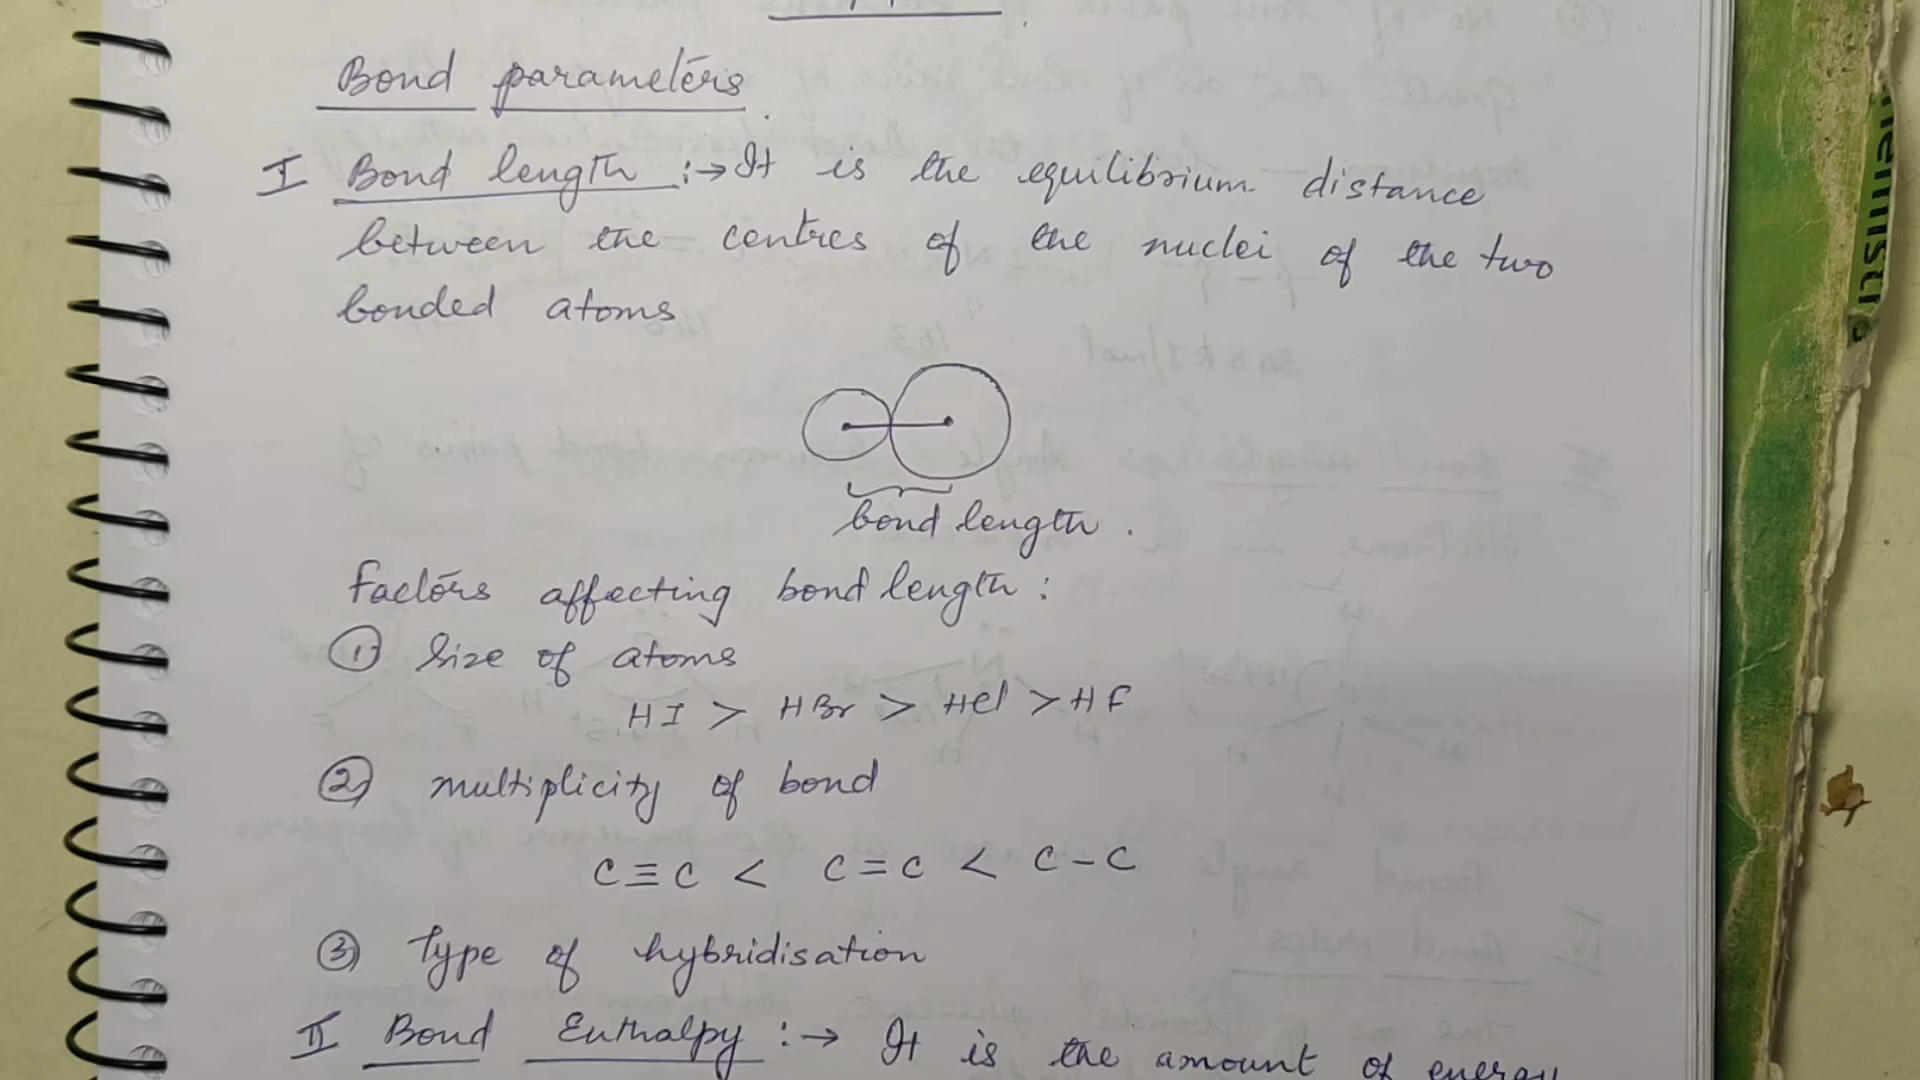 Bond parameters
I Bond length :→ It is the equilibrium distance
between the centres of the nuclei of the two
bonded atoms
bond length .
Factors affecting bond length :
① Size of atoms
HI > HBr > HCl > HF
② multiplicity of bond
C≡C < C=C < C-C
③ Type of hybridisation
II Bond Enthalpy :→ It is the amount of energy